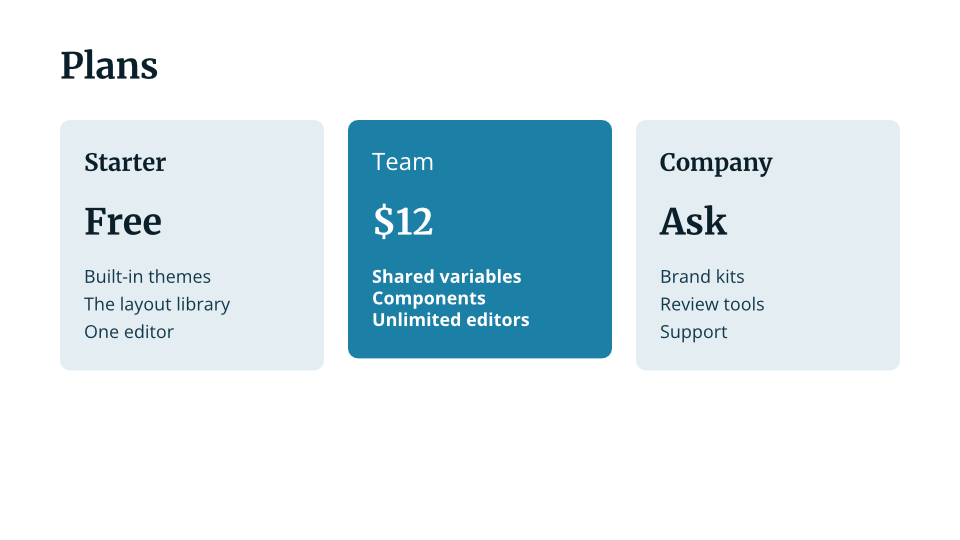 Plans
Starter
Free
Built-in themes
The layout library
One editor
Team
$12
Shared variables
Components
Unlimited editors
Company
Ask
Brand kits
Review tools
Support